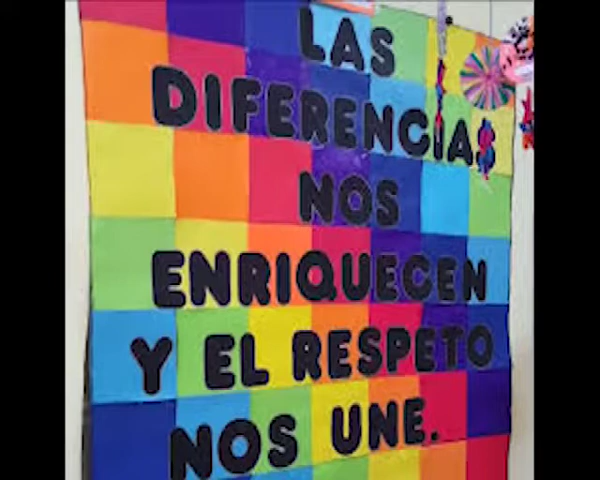 LAS
DIFERENCIAS
NOS
ENRIQUECEN
Y EL RESPETO
NOS UNE.